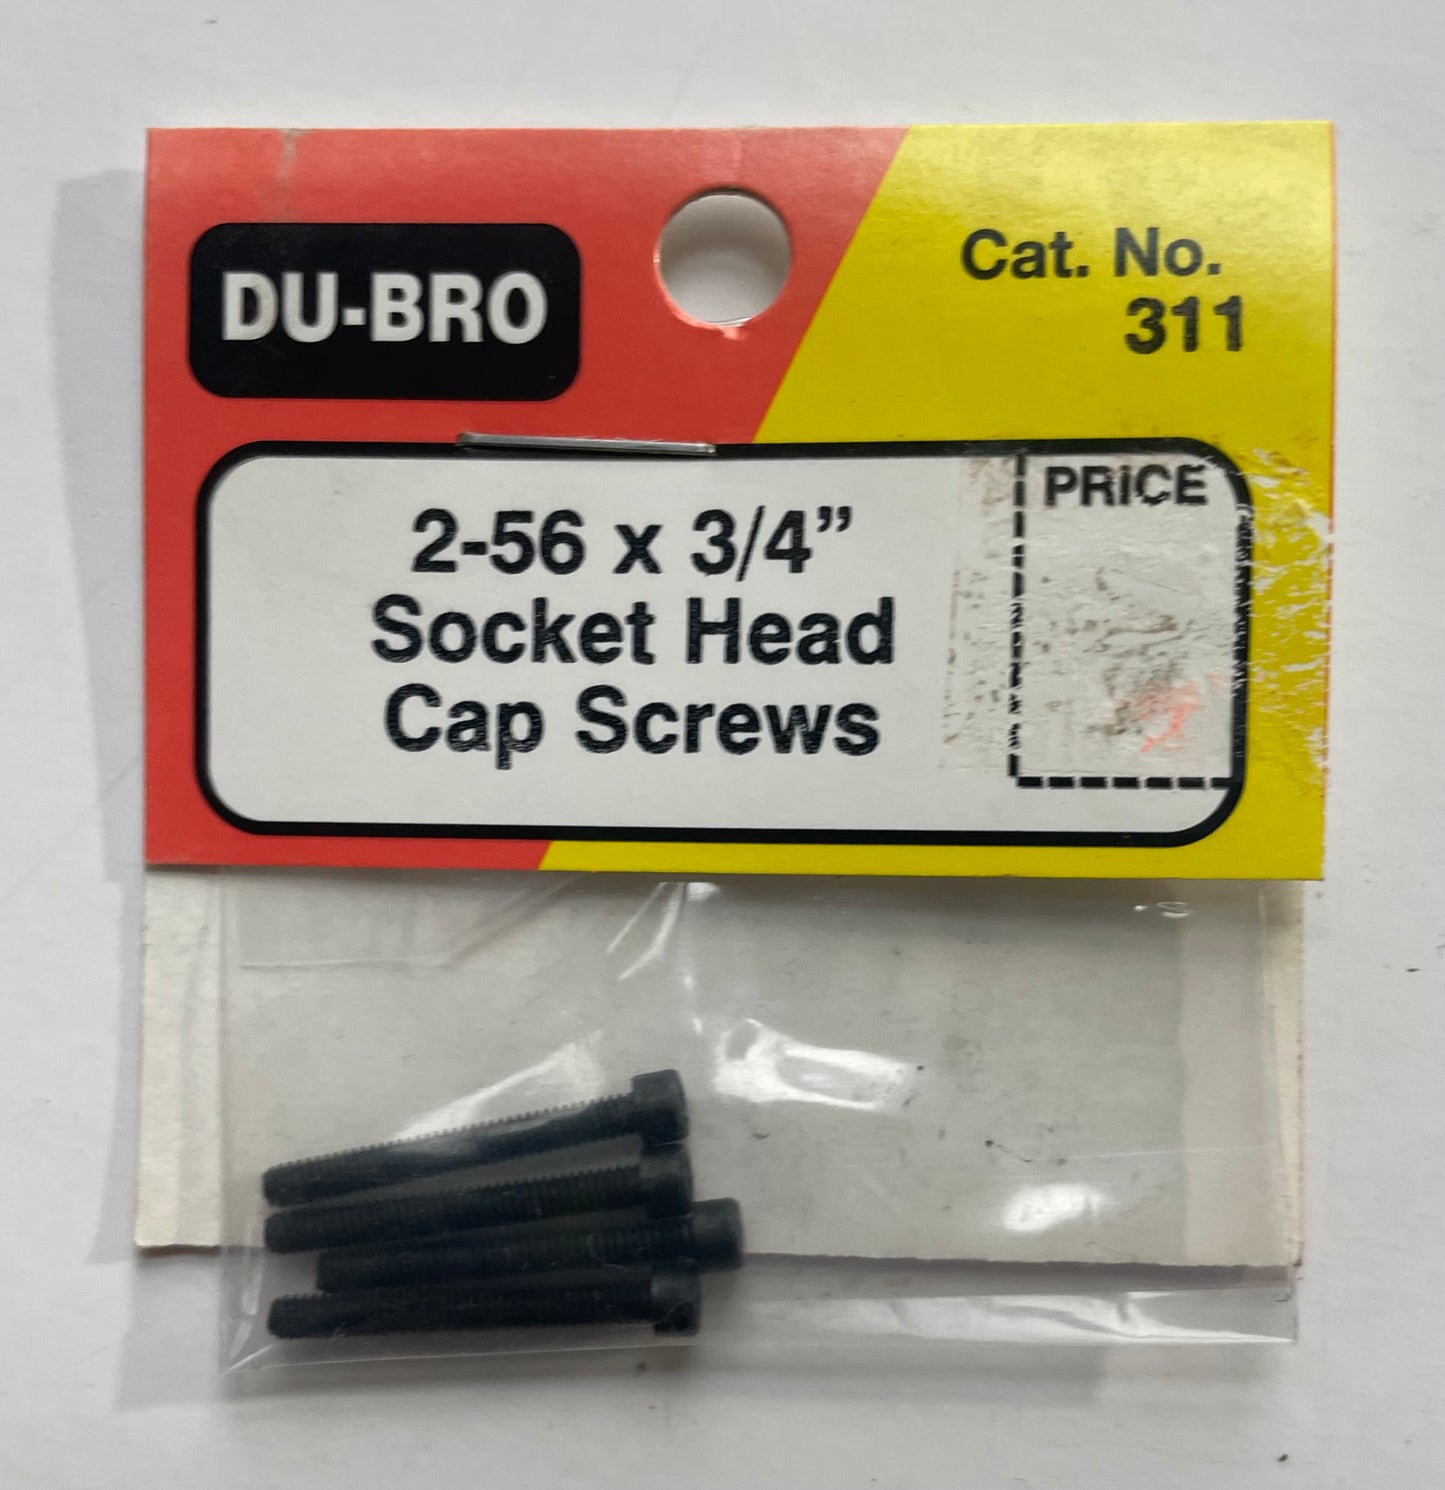 DU-BRO
Cat. No.
311
PRICE
2-56 x 3/4”
Socket Head
Cap Screws